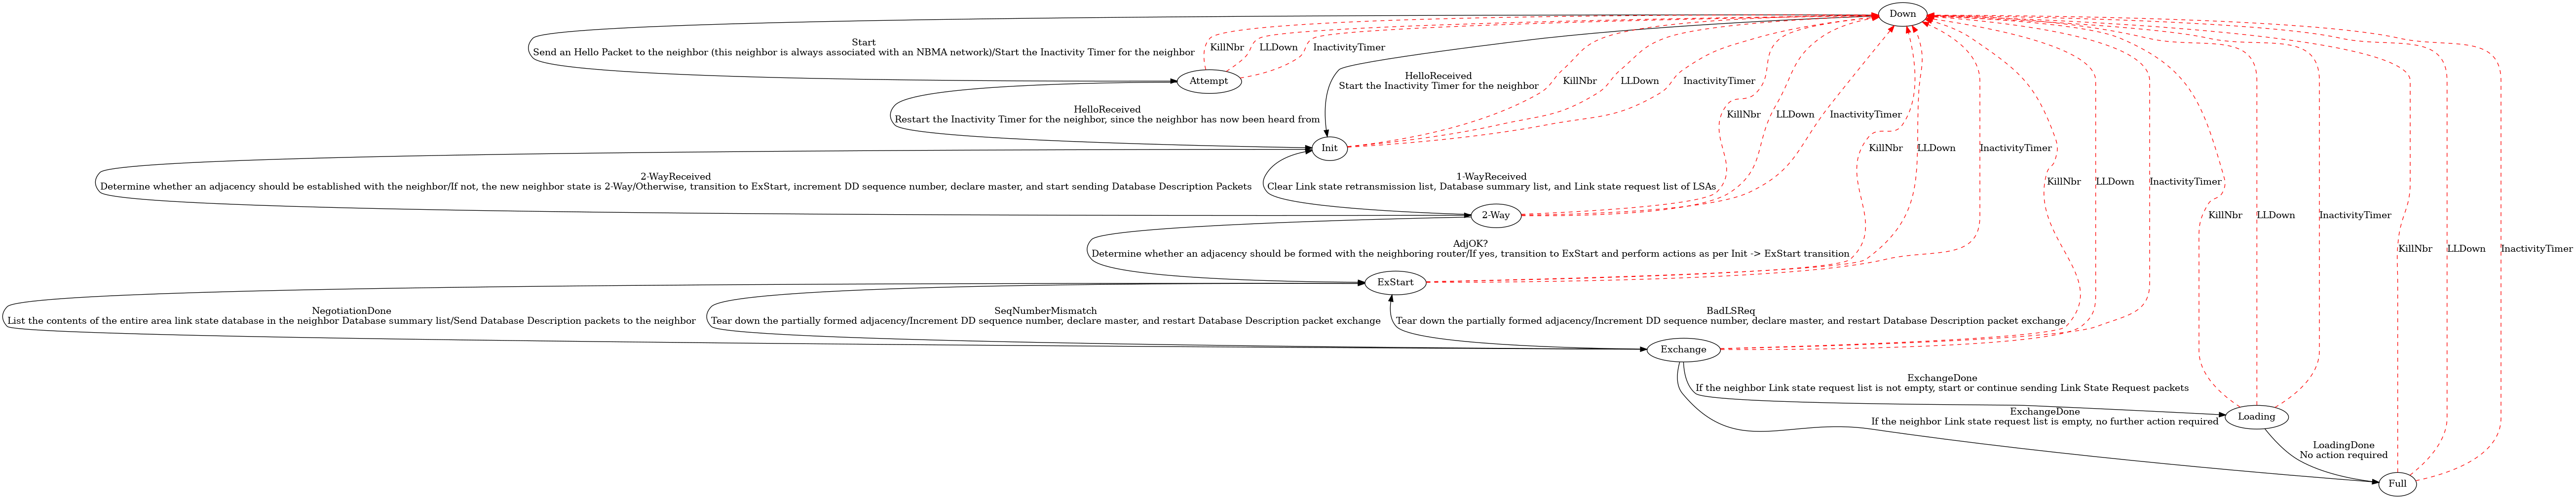 Down
Start
Send an Hello Packet to the neighbor (this neighbor is always associated with an NBMA network)/Start the Inactivity Timer for the neighbor
KillNbr
LLDown
InactivityTimer
Attempt
HelloReceived
Start the Inactivity Timer for the neighbor
KillNbr
LLDown
InactivityTimer
HelloReceived
Restart the Inactivity Timer for the neighbor, since the neighbor has now been heard from
KillNbr
LLDown
InactivityTimer
Init
2-WayReceived
Determine whether an adjacency should be established with the neighbor/If not, the new neighbor state is 2-Way/Otherwise, transition to ExStart, increment DD sequence number, declare master, and start sending Database Description Packets
1-WayReceived
Clear Link state retransmission list, Database summary list, and Link state request list of LSAs
KillNbr
LLDown
InactivityTimer
KillNbr
LLDown
InactivityTimer
2-Way
KillNbr
LLDown
InactivityTimer
AdjOK?
Determine whether an adjacency should be formed with the neighboring router/If yes, transition to ExStart and perform actions as per Init -> ExStart transition
KillNbr
LLDown
InactivityTimer
ExStart
NegotiationDone
List the contents of the entire area link state database in the neighbor Database summary list/Send Database Description packets to the neighbor
SeqNumberMismatch
Tear down the partially formed adjacency/Increment DD sequence number, declare master, and restart Database Description packet exchange
BadLSReq
Tear down the partially formed adjacency/Increment DD sequence number, declare master, and restart Database Description packet exchange
Exchange
ExchangeDone
If the neighbor Link state request list is not empty, start or continue sending Link State Request packets
ExchangeDone
If the neighbor Link state request list is empty, no further action required
Loading
LoadingDone
No action required
Full